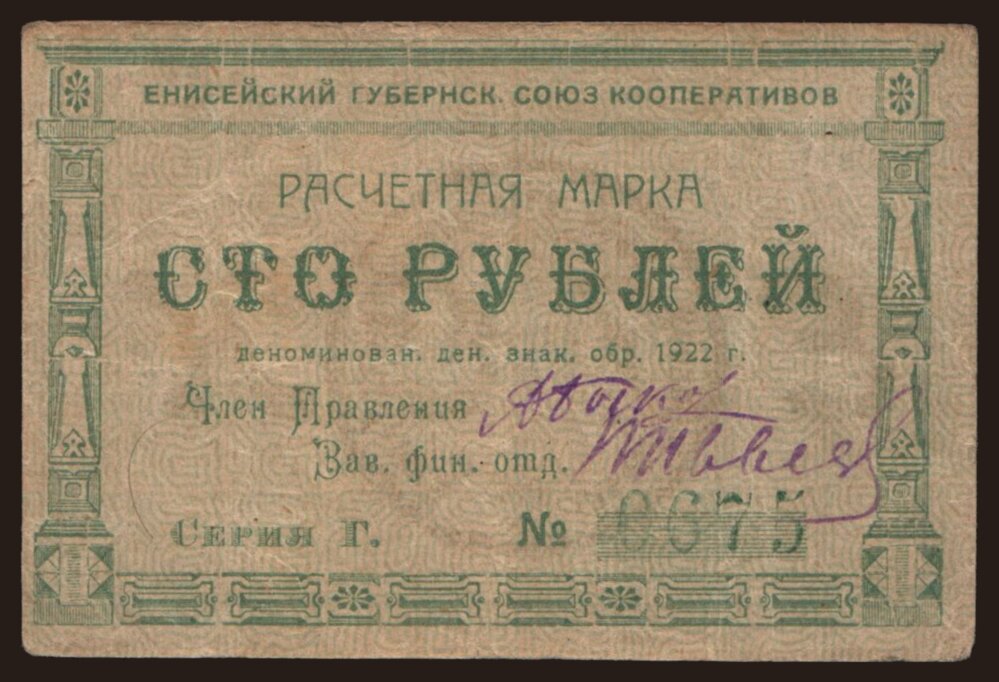 ЕНИСЕЙСКИЙ ГУБЕРНСК. СОЮЗ КООПЕРАТИВОВ
РАСЧЕТНАЯ МАРКА
СТО РУБЛЕЙ
деноминован. ден. знак. обр. 1922 г.
Член Правления
Зав. фин. отд.
Серия Г. № 0675